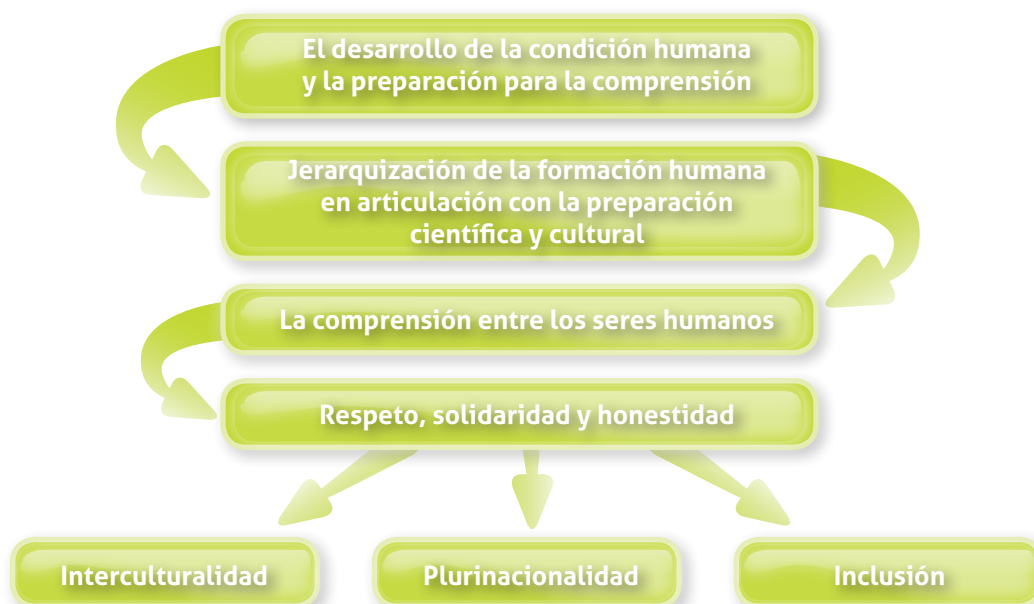 El desarrollo de la condición humana
y la preparación para la comprensión
Jerarquización de la formación humana
en articulación con la preparación
científica y cultural
La comprensión entre los seres humanos
Respeto, solidaridad y honestidad
Interculturalidad
Plurinacionalidad
Inclusión